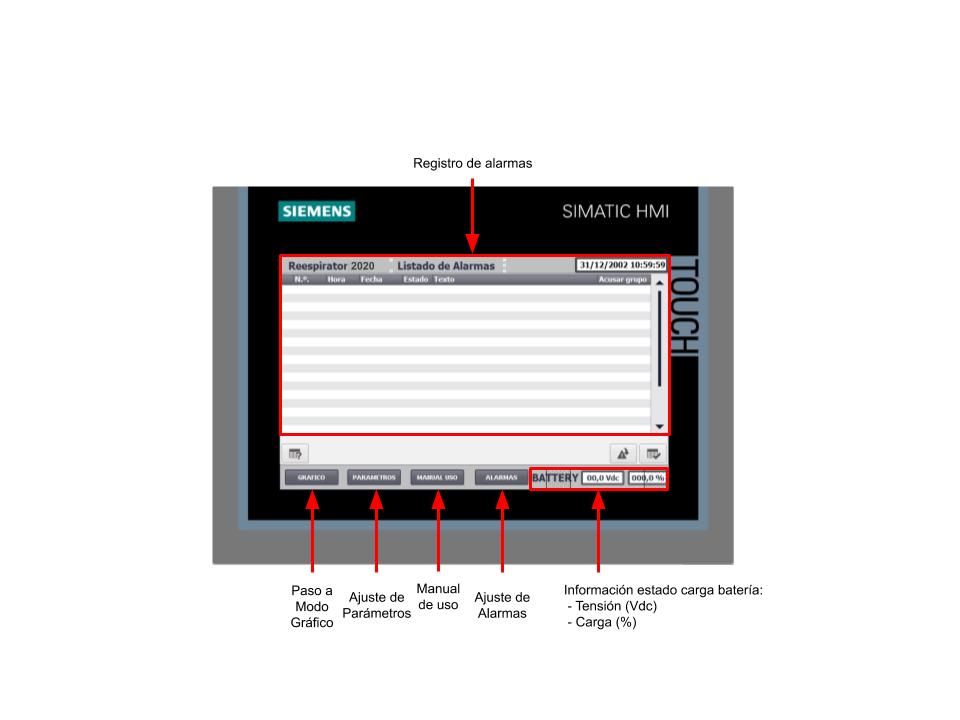 Registro de alarmas
SIEMENS
SIMATIC HMI
TOUCH
Reespirator 2020
Listado de Alarmas
31/12/2002 10:59:59
N.º.
Hora
Fecha
Estado
Texto
Acusar grupo
GRAFICO
PARAMETROS
MANUAL USO
ALARMAS
BATTERY
00,0 Vdc
000,0 %
Paso a
Modo
Gráfico
Ajuste de
Parámetros
Manual
de uso
Ajuste de
Alarmas
Información estado carga batería:
- Tensión (Vdc)
- Carga (%)